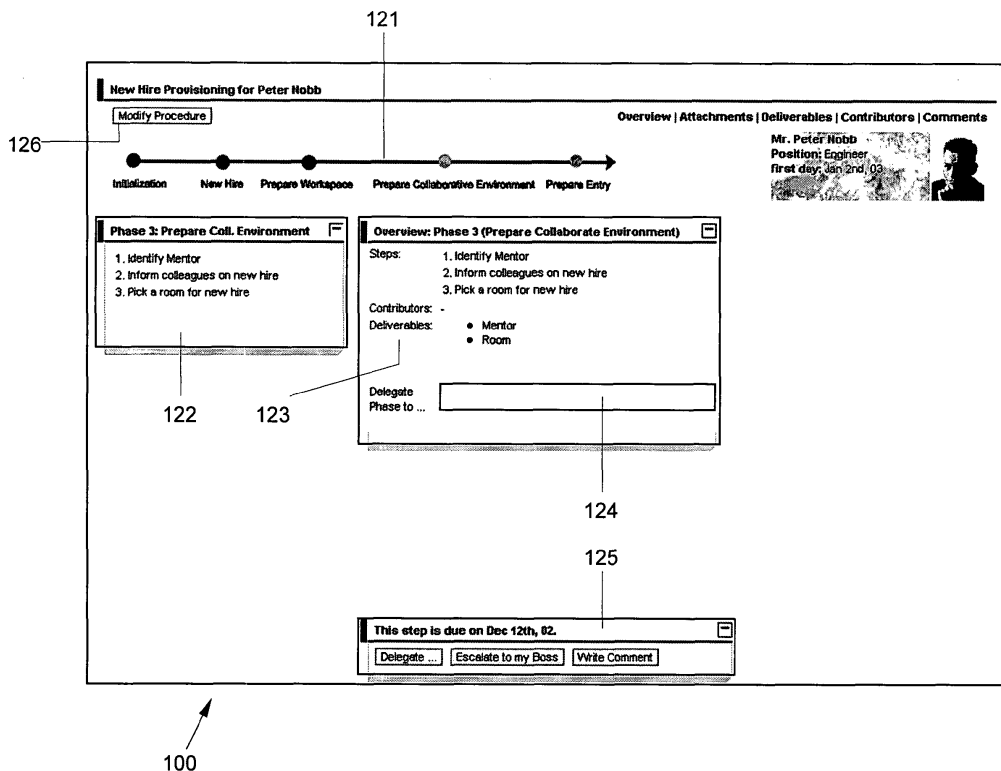 121
New Hire Provisioning for Peter Nobb
Modify Procedure
126
Overview | Attachments | Deliverables | Contributors | Comments
Mr. Peter Nobb
Position: Engineer
first day: Jan 2nd, 03
Initialization New Hire Prepare Workspace Prepare Collaborative Environment Prepare Entry
Phase 3: Prepare Coll. Environment
1. Identify Mentor
2. Inform colleagues on new hire
3. Pick a room for new hire
122
Overview: Phase 3 (Prepare Collaborate Environment)
Steps: 1. Identify Mentor
2. Inform colleagues on new hire
3. Pick a room for new hire
Contributors: -
Deliverables: • Mentor
• Room
123
Delegate
Phase to ...
124
125
This step is due on Dec 12th, 02.
Delegate ... Escalate to my Boss Write Comment
100